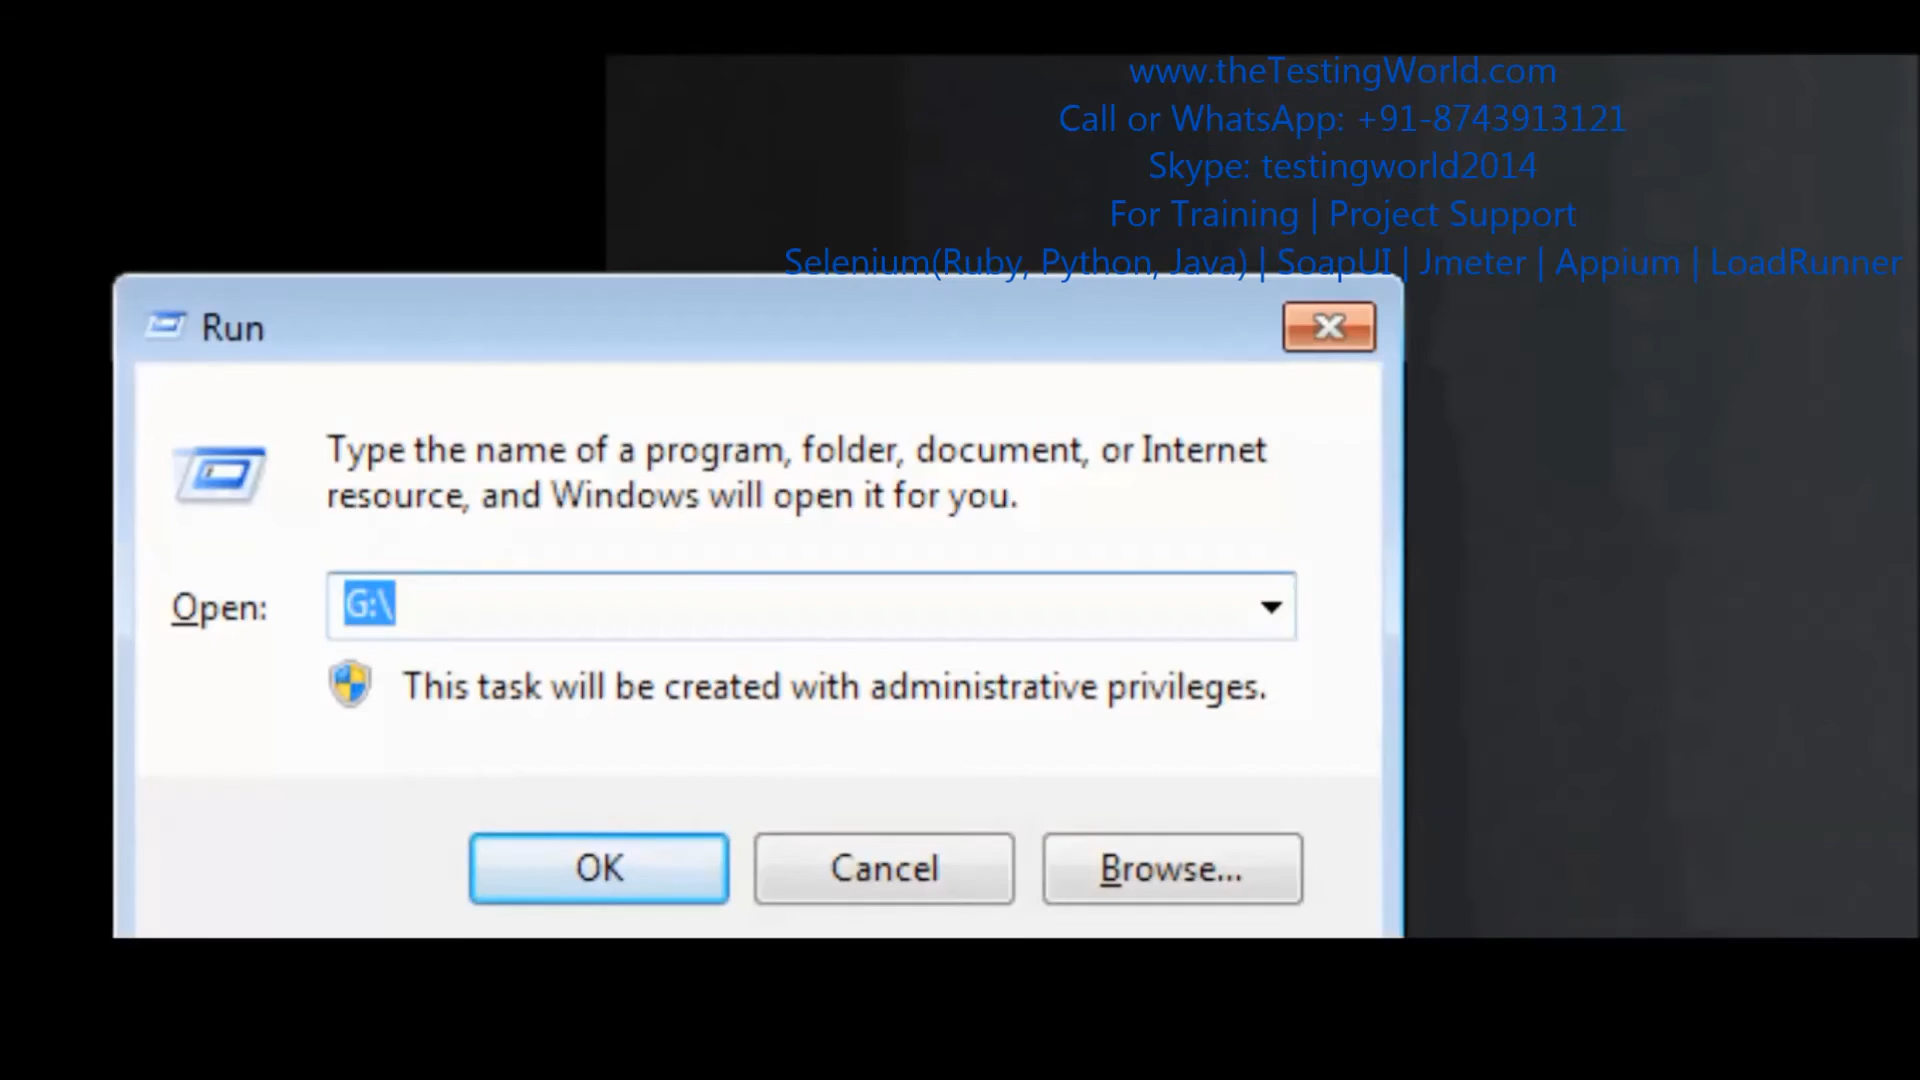 www.theTestingWorld.com
Call or WhatsApp: +91-8743913121
Skype: testingworld2014
For Training | Project Support
Selenium(Ruby, Python, Java) | SoapUI | Jmeter | Appium | LoadRunner
Run
Type the name of a program, folder, document, or Internet
resource, and Windows will open it for you.
Open: G:\
This task will be created with administrative privileges.
OK Cancel Browse...